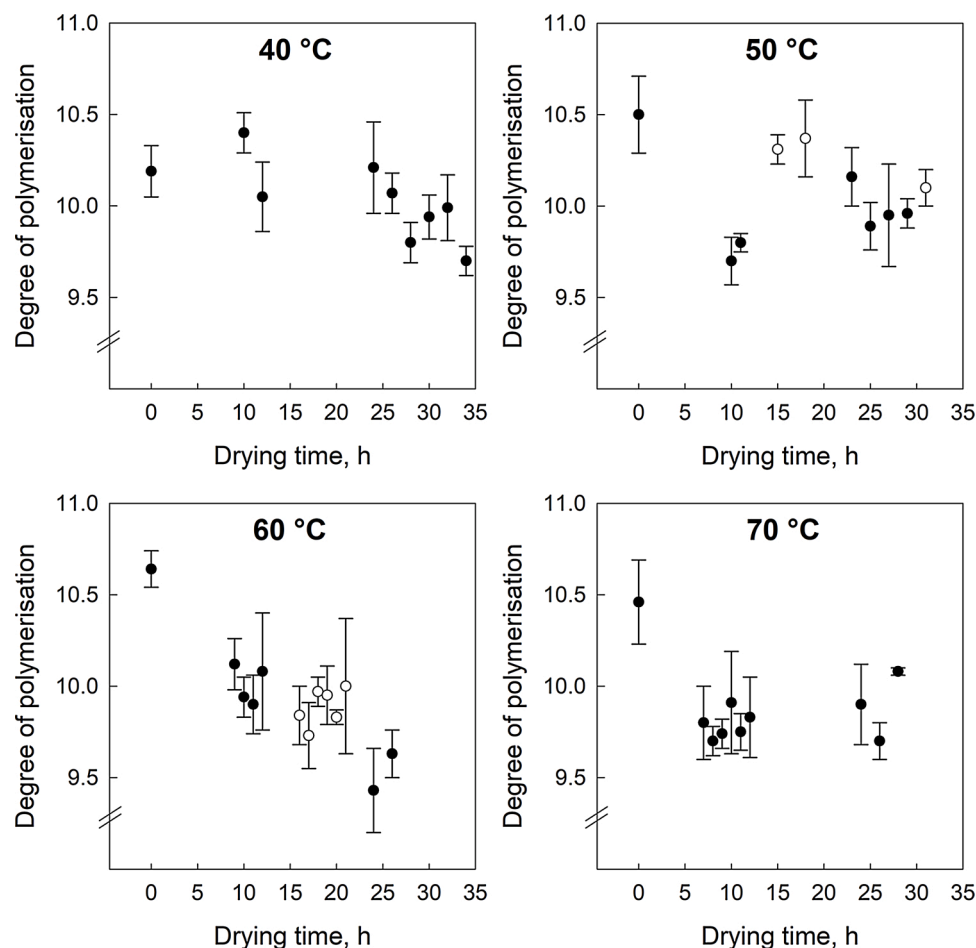 40 °C
Degree of polymerisation
11.0
10.5
10.0
9.5
0 5 10 15 20 25 30 35
Drying time, h
50 °C
Degree of polymerisation
11.0
10.5
10.0
9.5
0 5 10 15 20 25 30 35
Drying time, h
60 °C
Degree of polymerisation
11.0
10.5
10.0
9.5
0 5 10 15 20 25 30 35
Drying time, h
70 °C
Degree of polymerisation
11.0
10.5
10.0
9.5
0 5 10 15 20 25 30 35
Drying time, h